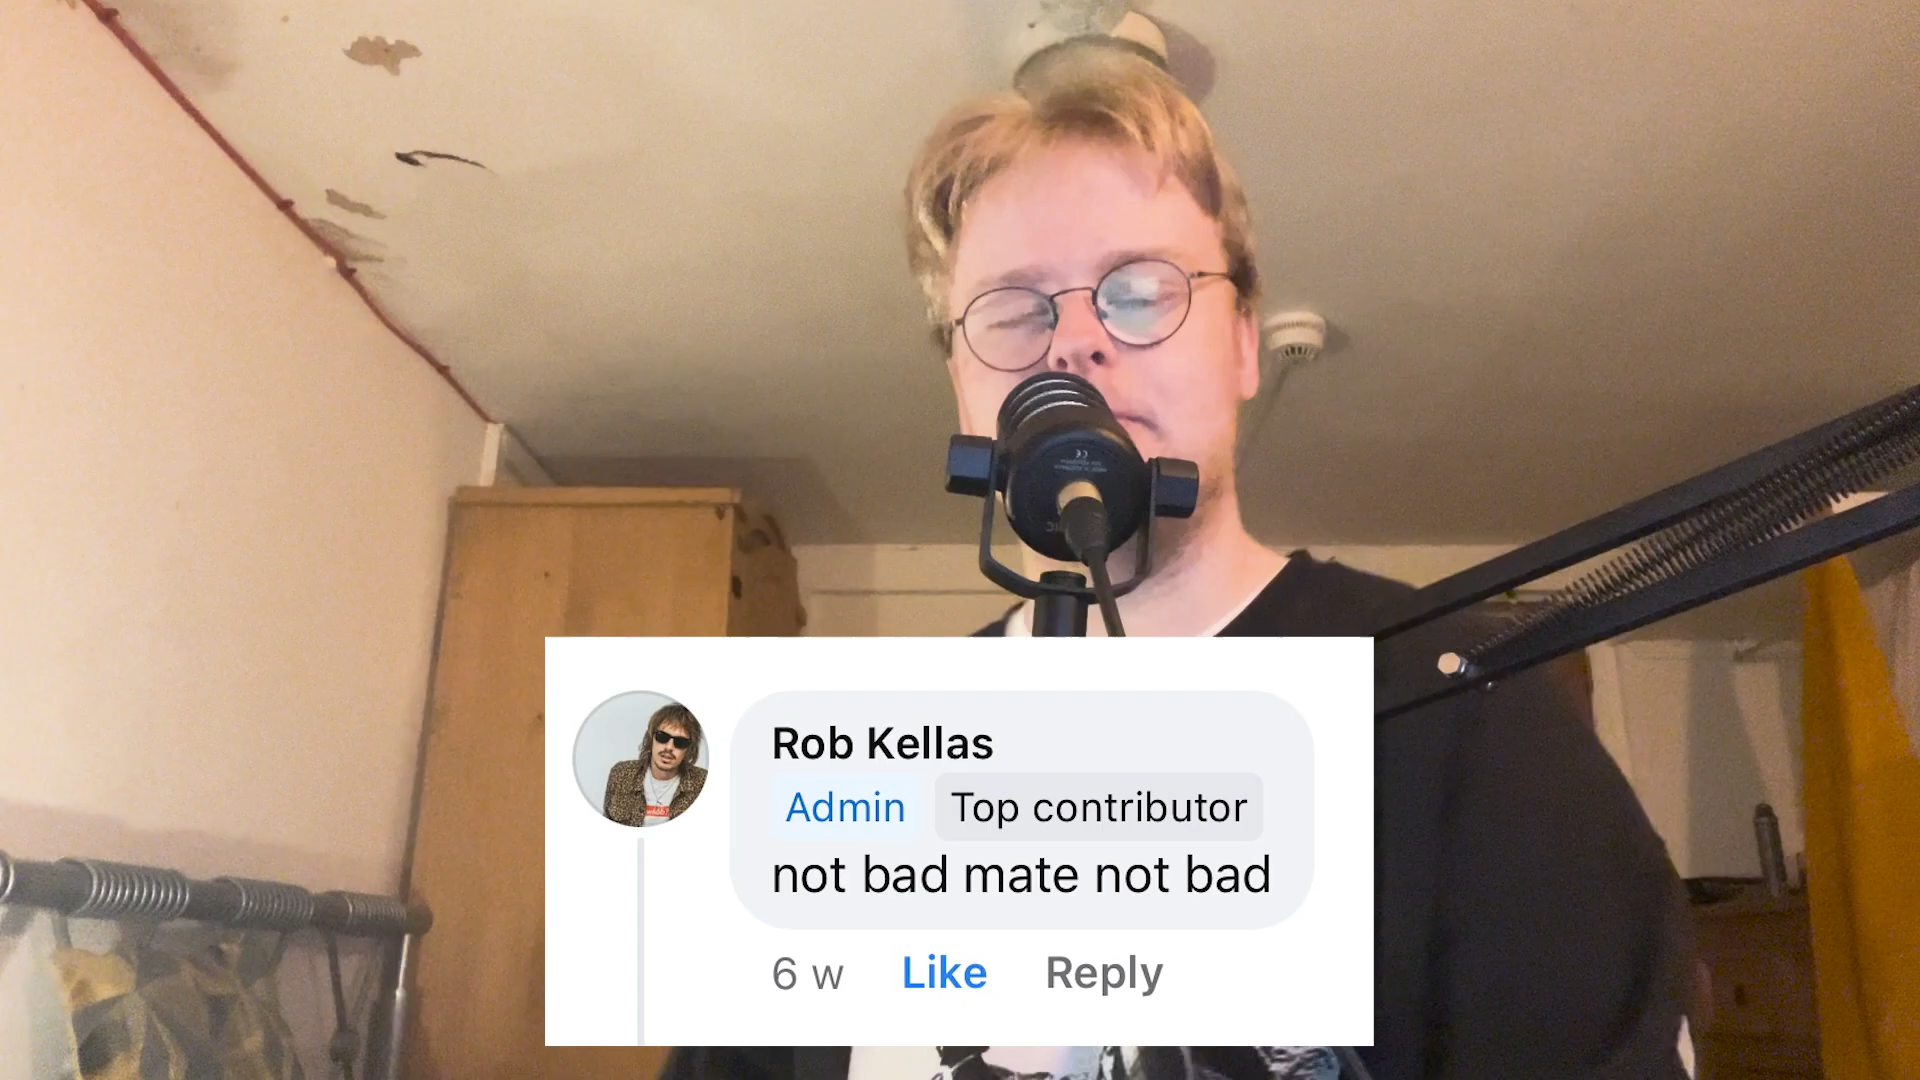 Rob Kellas
Admin Top contributor
not bad mate not bad
6 w Like Reply